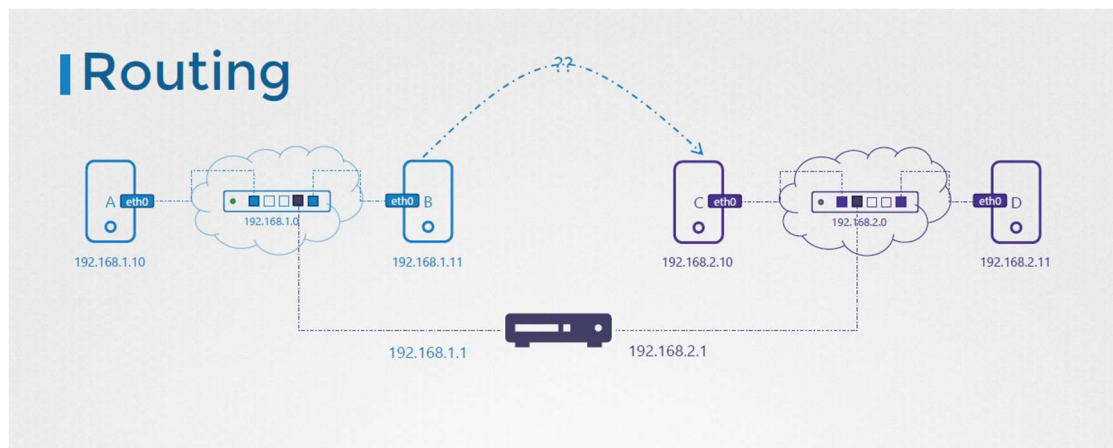 Routing
??
A
eth0
192.168.1.0
eth0
B
C
eth0
192.168.2.0
eth0
D
192.168.1.10
192.168.1.11
192.168.2.10
192.168.2.11
192.168.1.1
192.168.2.1